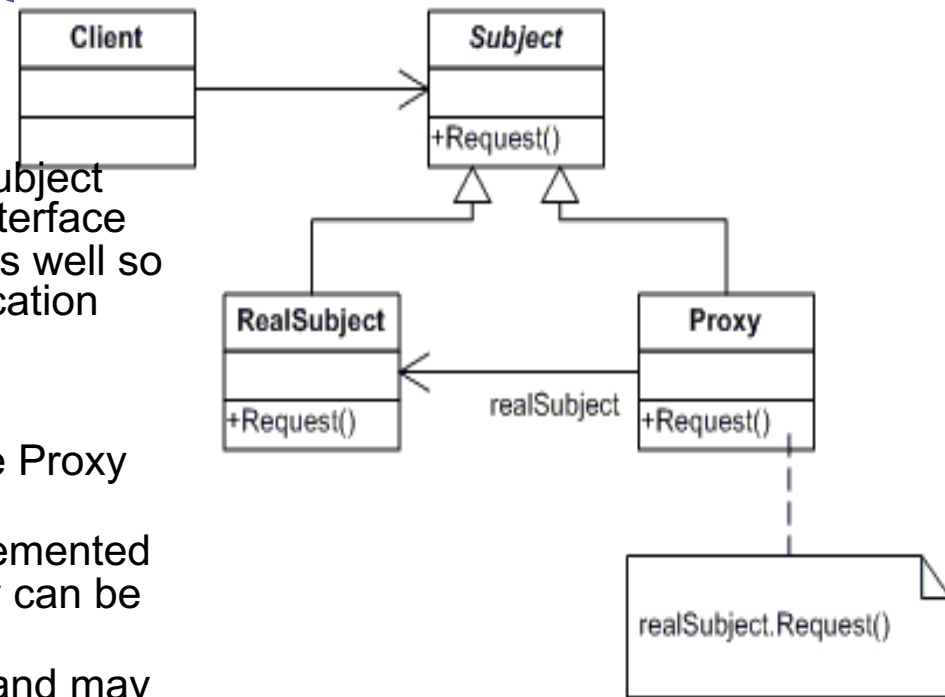 Client
Subject
+Request()
ubject
terface
s well so
cation
RealSubject
+Request()
Proxy
+Request()
realSubject
e Proxy
emented
can be
and may
realSubject.Request()